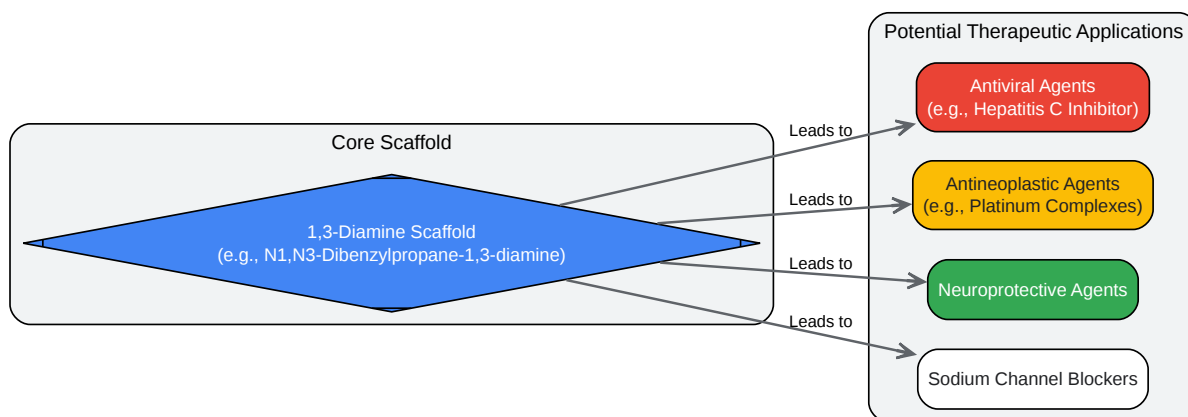 Potential Therapeutic Applications
Antiviral Agents
(e.g., Hepatitis C Inhibitor)
Leads to
Core Scaffold
Antineoplastic Agents
(e.g., Platinum Complexes)
Leads to
1,3-Diamine Scaffold
(e.g., N1,N3-Dibenzylpropane-1,3-diamine)
Leads to
Neuroprotective Agents
Leads to
Sodium Channel Blockers